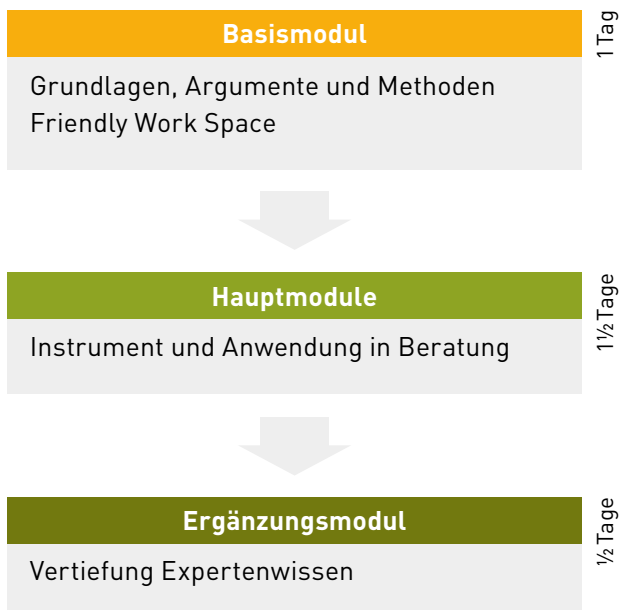 Basismodul
1 Tag
Grundlagen, Argumente und Methoden
Friendly Work Space
Hauptmodule
1½ Tage
Instrument und Anwendung in Beratung
Ergänzungsmodul
½ Tage
Vertiefung Expertenwissen